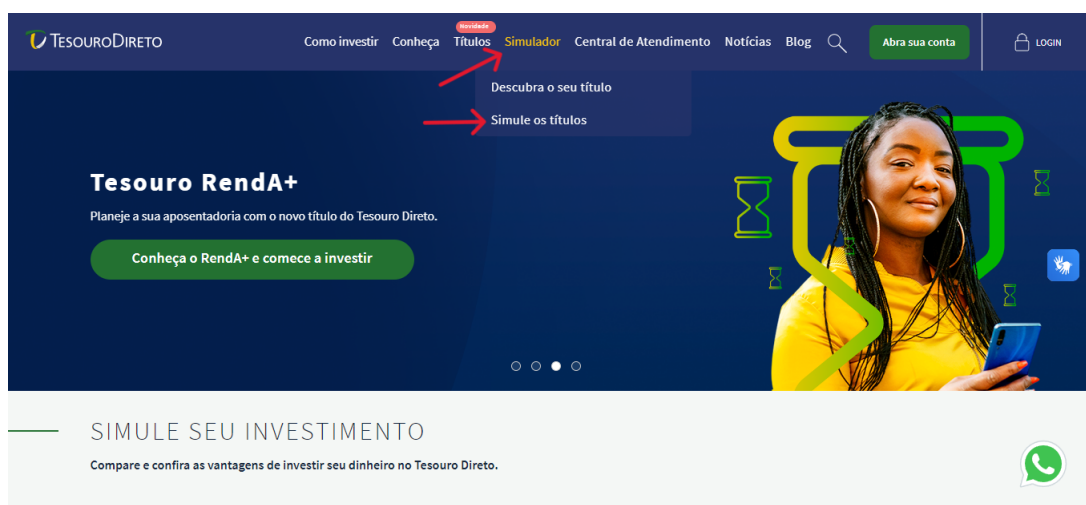 TESOURODIRETO
Como investir Conheça Novidade Títulos Simulador Central de Atendimento Notícias Blog Abra sua conta LOGIN
Descubra o seu título
Simule os títulos
Tesouro RendA+
Planeje a sua aposentadoria com o novo título do Tesouro Direto.
Conheça o RendA+ e comece a investir
SIMULE SEU INVESTIMENTO
Compare e confira as vantagens de investir seu dinheiro no Tesouro Direto.